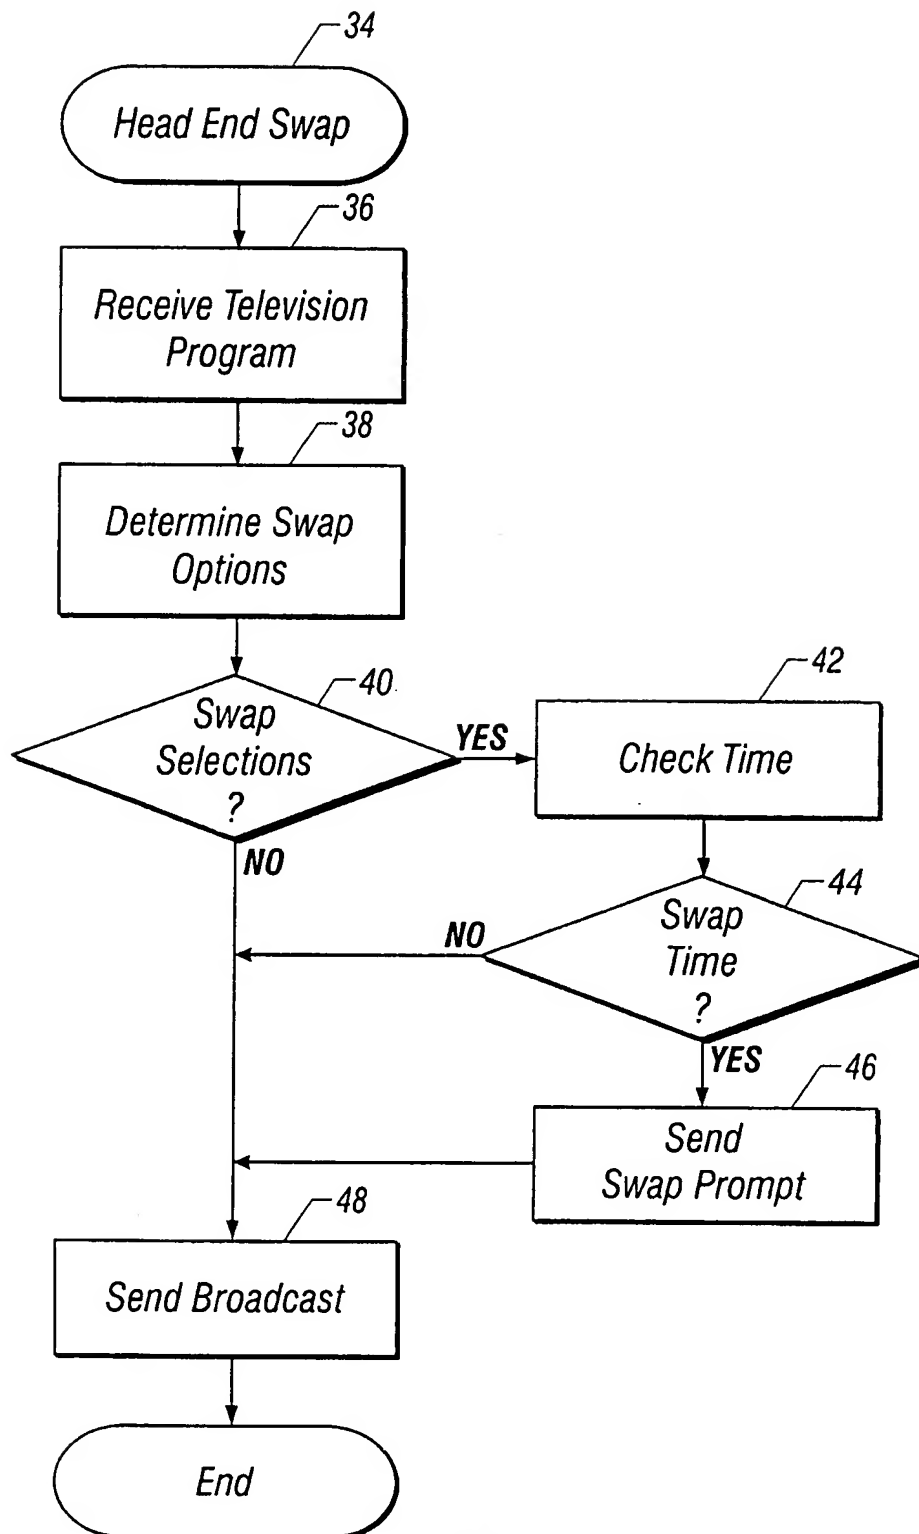 34
Head End Swap
36
Receive Television
Program
38
Determine Swap
Options
40
Swap
Selections
?
YES
NO
42
Check Time
44
Swap
Time
?
NO
YES
46
Send
Swap Prompt
48
Send Broadcast
End